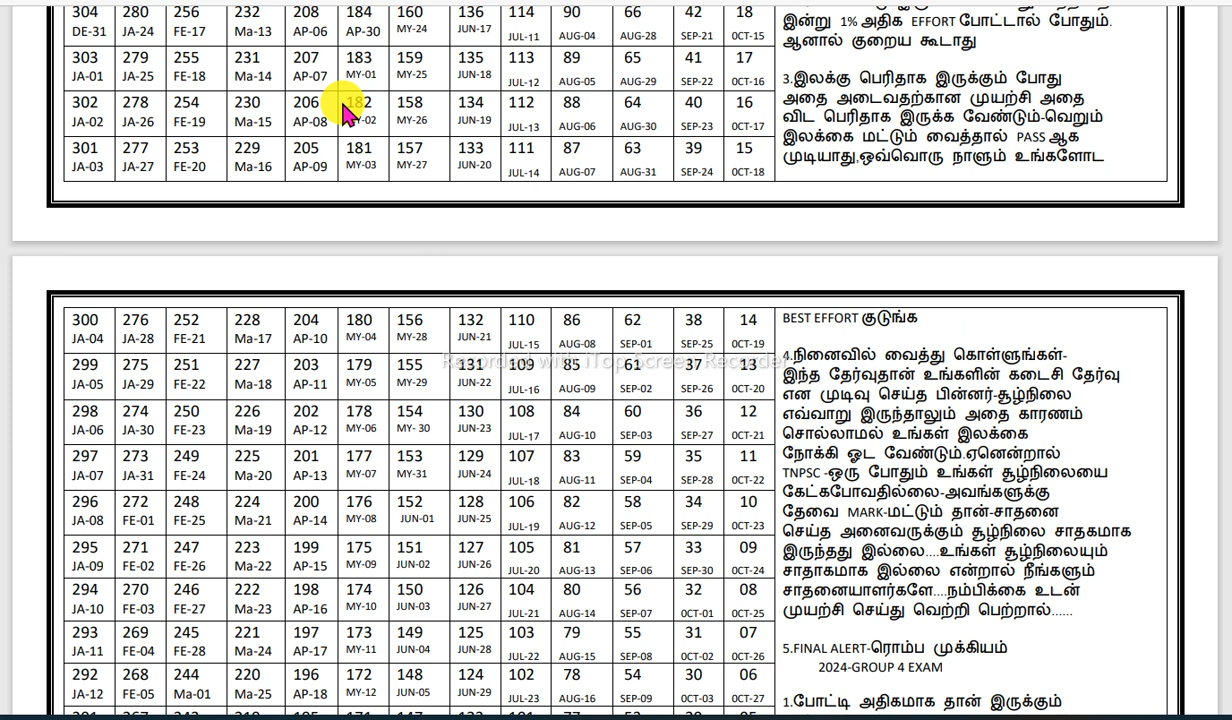 304 280 256 232 208 184 160 136 114 90 66 42 18
DE-31 JA-24 FE-17 Ma-13 AP-06 AP-30 MY-24 JUN-17 JUL-11 AUG-04 AUG-28 SEP-21 OCT-15
303 279 255 231 207 183 159 135 113 89 65 41 17
JA-01 JA-25 FE-18 Ma-14 AP-07 MY-01 MY-25 JUN-18 JUL-12 AUG-05 AUG-29 SEP-22 OCT-16
302 278 254 230 206 182 158 134 112 88 64 40 16
JA-02 JA-26 FE-19 Ma-15 AP-08 MY-02 MY-26 JUN-19 JUL-13 AUG-06 AUG-30 SEP-23 OCT-17
301 277 253 229 205 181 157 133 111 87 63 39 15
JA-03 JA-27 FE-20 Ma-16 AP-09 MY-03 MY-27 JUN-20 JUL-14 AUG-07 AUG-31 SEP-24 OCT-18
இன்று 1% அதிக EFFORT போட்டால் போதும்.
ஆனால் குறைய கூடாது
3.இலக்கு பெரிதாக இருக்கும் போது
அதை அடைவதற்கான முயற்சி அதை
விட பெரிதாக இருக்க வேண்டும்-வெறும்
இலக்கை மட்டும் வைத்தால் PASS ஆக
முடியாது,ஒவ்வொரு நாளும் உங்களோட
300 276 252 228 204 180 156 132 110 86 62 38 14
JA-04 JA-28 FE-21 Ma-17 AP-10 MY-04 MY-28 JUN-21 JUL-15 AUG-08 SEP-01 SEP-25 OCT-19
299 275 251 227 203 179 155 131 109 85 61 37 13
JA-05 JA-29 FE-22 Ma-18 AP-11 MY-05 MY-29 JUN-22 JUL-16 AUG-09 SEP-02 SEP-26 OCT-20
298 274 250 226 202 178 154 130 108 84 60 36 12
JA-06 JA-30 FE-23 Ma-19 AP-12 MY-06 MY- 30 JUN-23 JUL-17 AUG-10 SEP-03 SEP-27 OCT-21
297 273 249 225 201 177 153 129 107 83 59 35 11
JA-07 JA-31 FE-24 Ma-20 AP-13 MY-07 MY-31 JUN-24 JUL-18 AUG-11 SEP-04 SEP-28 OCT-22
296 272 248 224 200 176 152 128 106 82 58 34 10
JA-08 FE-01 FE-25 Ma-21 AP-14 MY-08 JUN-01 JUN-25 JUL-19 AUG-12 SEP-05 SEP-29 OCT-23
295 271 247 223 199 175 151 127 105 81 57 33 09
JA-09 FE-02 FE-26 Ma-22 AP-15 MY-09 JUN-02 JUN-26 JUL-20 AUG-13 SEP-06 SEP-30 OCT-24
294 270 246 222 198 174 150 126 104 80 56 32 08
JA-10 FE-03 FE-27 Ma-23 AP-16 MY-10 JUN-03 JUN-27 JUL-21 AUG-14 SEP-07 OCT-01 OCT-25
293 269 245 221 197 173 149 125 103 79 55 31 07
JA-11 FE-04 FE-28 Ma-24 AP-17 MY-11 JUN-04 JUN-28 JUL-22 AUG-15 SEP-08 OCT-02 OCT-26
292 268 244 220 196 172 148 124 102 78 54 30 06
JA-12 FE-05 Ma-01 Ma-25 AP-18 MY-12 JUN-05 JUN-29 JUL-23 AUG-16 SEP-09 OCT-03 OCT-27
Recorded with iTop Screen Recorder
BEST EFFORT குடுங்க
4.நினைவில் வைத்து கொள்ளுங்கள்-
இந்த தேர்வுதான் உங்களின் கடைசி தேர்வு
என முடிவு செய்த பின்னர்-சூழ்நிலை
எவ்வாறு இருந்தாலும் அதை காரணம்
சொல்லாமல் உங்கள் இலக்கை
நோக்கி ஓட வேண்டும்.ஏனென்றால்
TNPSC -ஒரு போதும் உங்கள் சூழ்நிலையை
கேட்கபோவதில்லை-அவங்களுக்கு
தேவை MARK-மட்டும் தான்-சாதனை
செய்த அனைவருக்கும் சூழ்நிலை சாதகமாக
இருந்தது இல்லை....உங்கள் சூழ்நிலையும்
சாதாகமாக இல்லை என்றால் நீங்களும்
சாதனையாளர்களே....நம்பிக்கை உடன்
முயற்சி செய்து வெற்றி பெற்றால்......
5.FINAL ALERT-ரொம்ப முக்கியம்
2024-GROUP 4 EXAM
1.போட்டி அதிகமாக தான் இருக்கும்